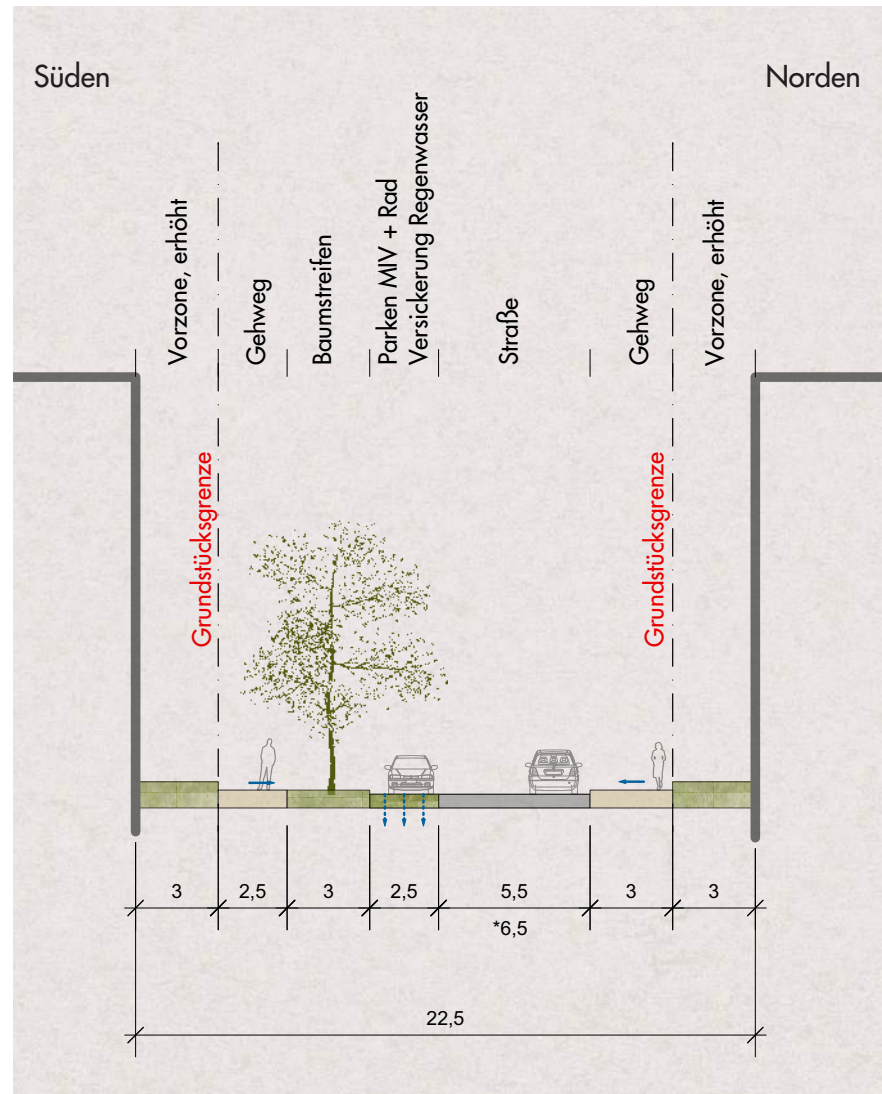 Süden
Norden
Vorzone, erhöht
Gehweg
Baumstreifen
Parken MIV + Rad
Versickerung Regenwasser
Straße
Gehweg
Vorzone, erhöht
Grundstücksgrenze
Grundstücksgrenze
3
2,5
3
2,5
5,5
3
3
*6,5
22,5